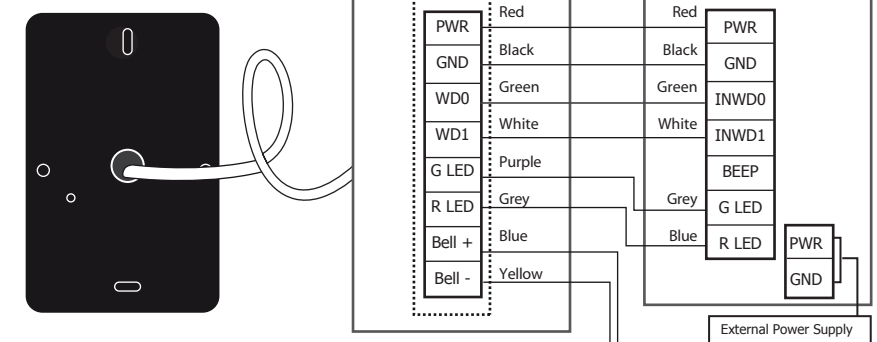 PWR Red Red PWR
GND Black Black GND
WD0 Green Green INWD0
WD1 White White INWD1
G LED Purple BEEP
R LED Grey Grey G LED
Bell + Blue Blue R LED PWR
Bell - Yellow GND
External Power Supply